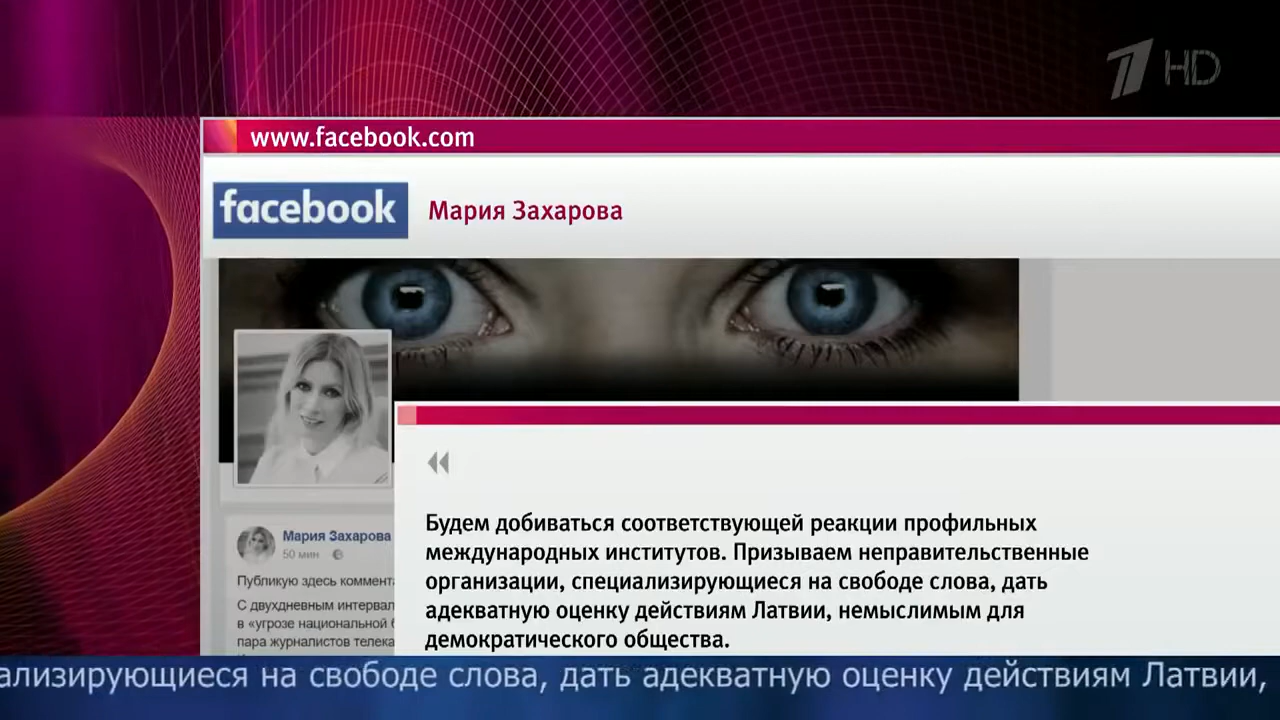 1 HD
www.facebook.com
facebook
Мария Захарова
Будем добиваться соответствующей реакции профильных
международных институтов. Призываем неправительственные
организации, специализирующиеся на свободе слова, дать
адекватную оценку действиям Латвии, немыслимым для
демократического общества.
Мария Захарова
50 мин
Публикую здесь коммента
С двухдневным интервал
в «угрозе национальной б
пара журналистов телека
ализирующиеся на свободе слова, дать адекватную оценку действиям Латвии,